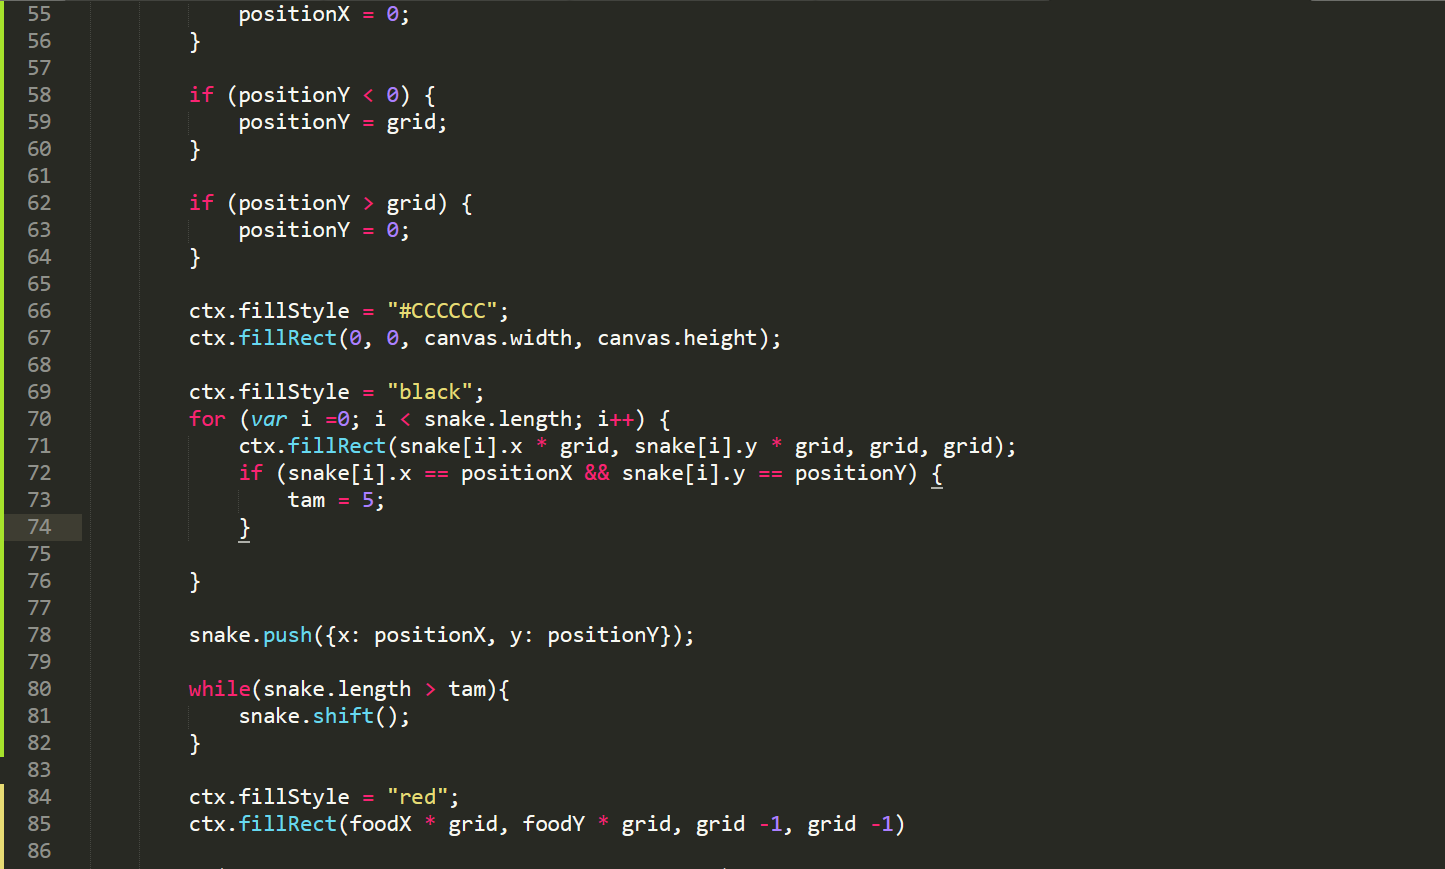 55 positionX = 0;
56 }
57
58 if (positionY < 0) {
59 positionY = grid;
60 }
61
62 if (positionY > grid) {
63 positionY = 0;
64 }
65
66 ctx.fillStyle = "#CCCCCC";
67 ctx.fillRect(0, 0, canvas.width, canvas.height);
68
69 ctx.fillStyle = "black";
70 for (var i =0; i < snake.length; i++) {
71 ctx.fillRect(snake[i].x * grid, snake[i].y * grid, grid, grid);
72 if (snake[i].x == positionX && snake[i].y == positionY) {
73 tam = 5;
74 }
75
76 }
77
78 snake.push({x: positionX, y: positionY});
79
80 while(snake.length > tam){
81 snake.shift();
82 }
83
84 ctx.fillStyle = "red";
85 ctx.fillRect(foodX * grid, foodY * grid, grid -1, grid -1)
86